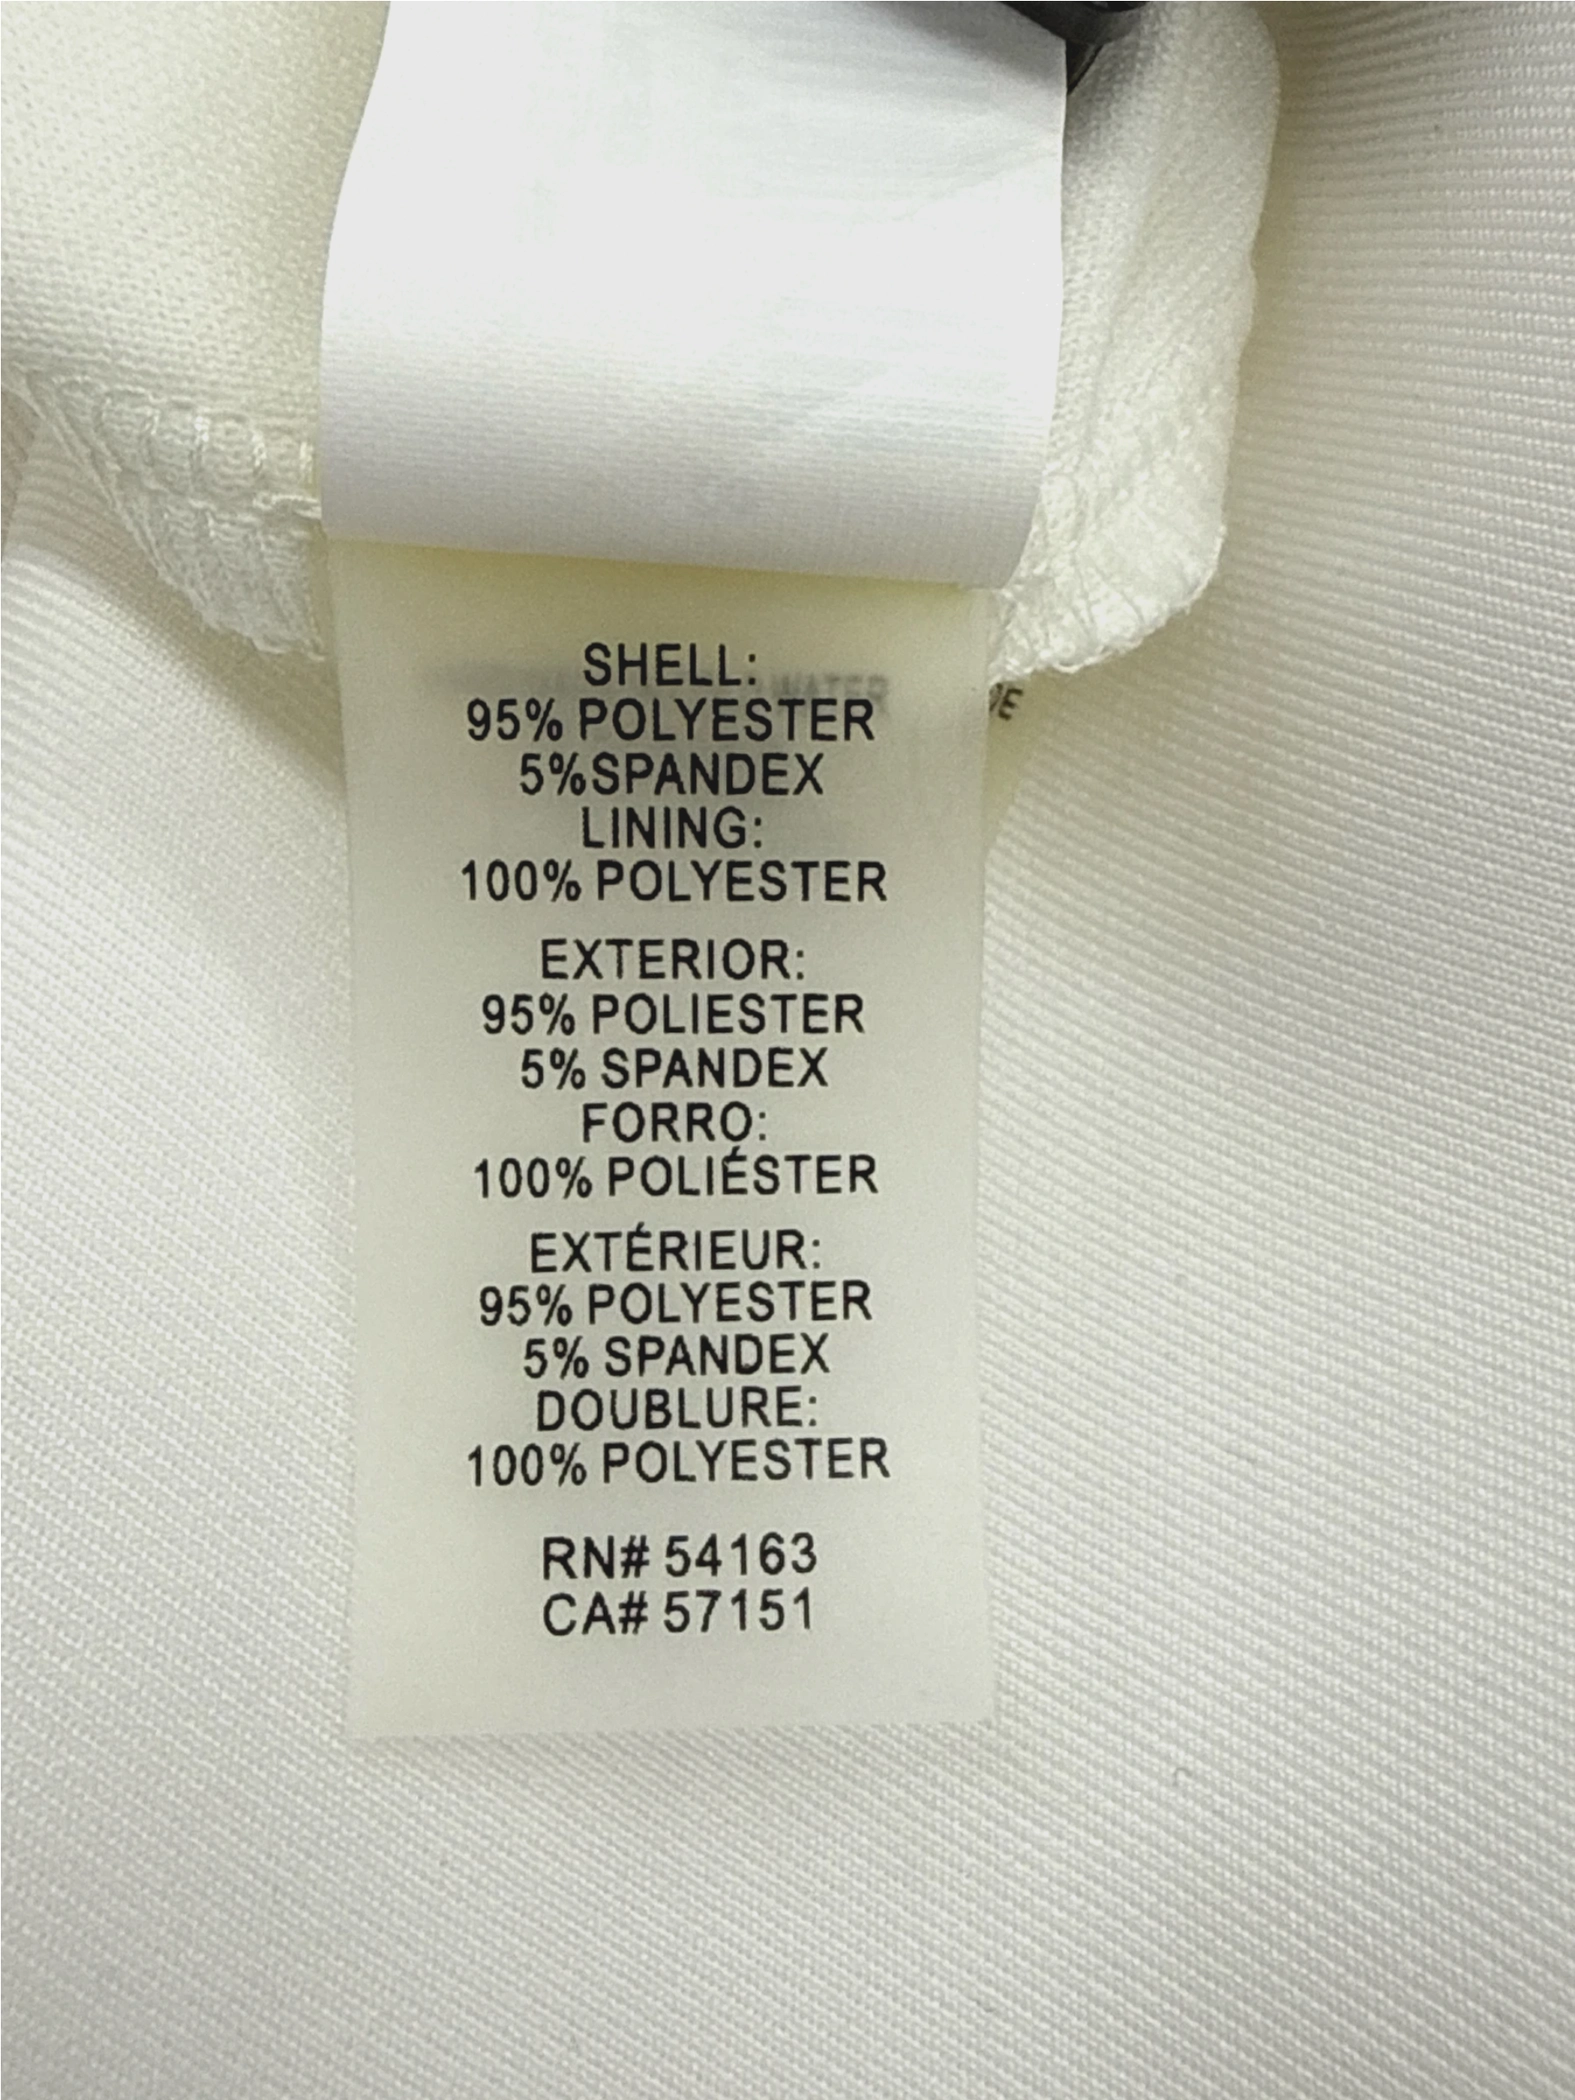 SHELL:
WATER
95% POLYESTER
5%SPANDEX
LINING:
100% POLYESTER
EXTERIOR:
95% POLIESTER
5% SPANDEX
FORRO:
100% POLIÉSTER
EXTÉRIEUR:
95% POLYESTER
5% SPANDEX
DOUBLURE:
100% POLYESTER
RN# 54163
CA# 57151